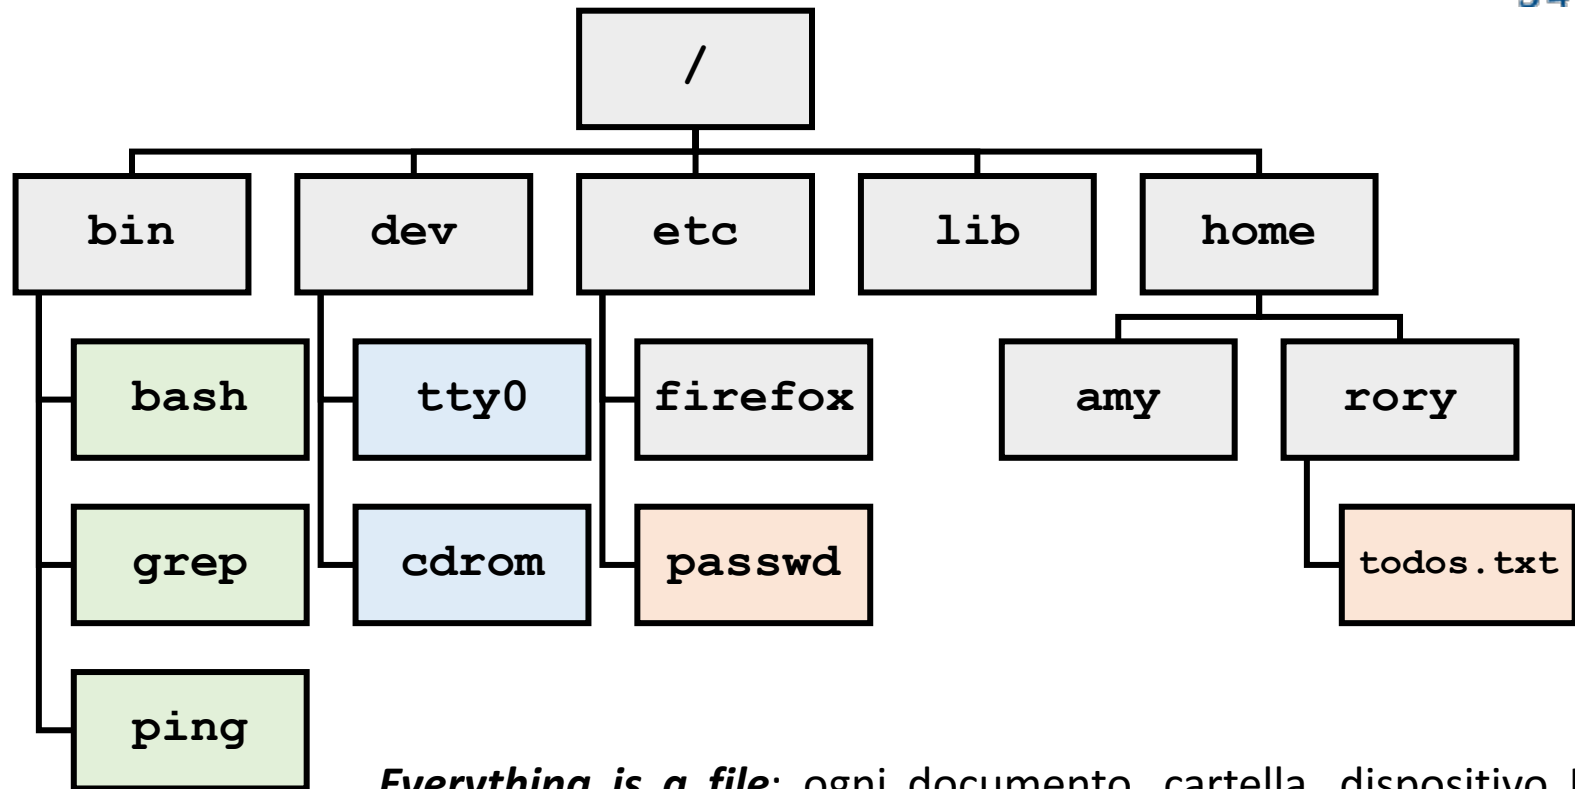 /
bin dev etc lib home
bash tty0 firefox amy rory
grep cdrom passwd todos.txt
ping
Everything is a file: ogni documento, cartella, dispositivo